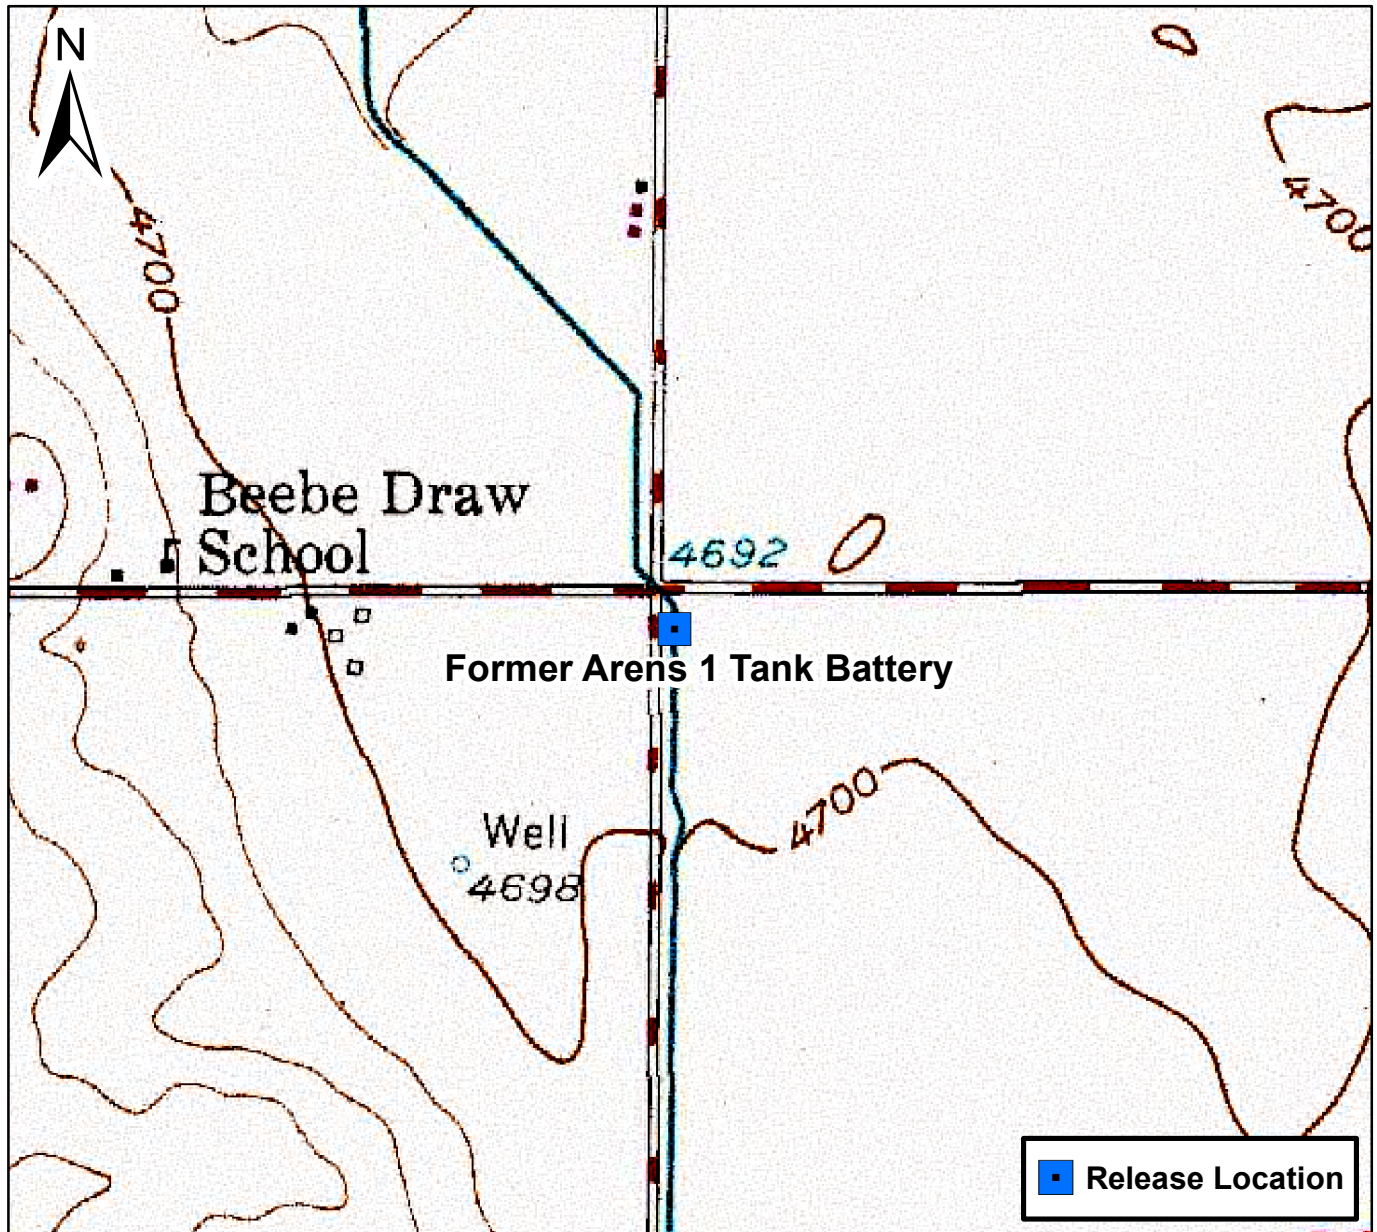 N
4700
4700
Beebe Draw
School
4692
Former Arens 1 Tank Battery
4700
Well
4698
Release Location